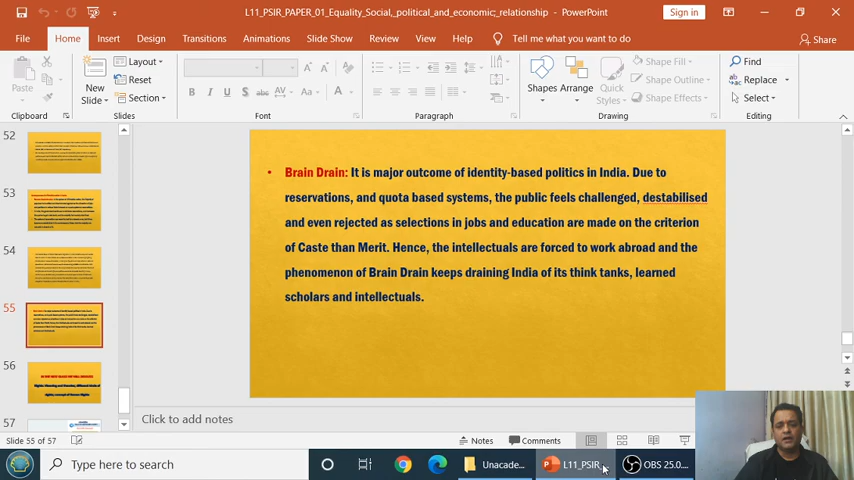 L11_PSIR_PAPER_01_Equality_Social,_political_and_economic;_relationship - PowerPoint
Sign in
File Home Insert Design Transitions Animations Slide Show Review View Help Tell me what you want to do Share
Paste New Slide Layout Reset Section Shapes Arrange Quick Styles Shape Fill Shape Outline Shape Effects Find Replace Select
B I U S abc AV Aa A
Clipboard Slides Font Paragraph Drawing Editing
52
53
54
55
56
57
• Brain Drain: It is major outcome of identity-based politics in India. Due to
reservations, and quota based systems, the public feels challenged, destabilised
and even rejected as selections in jobs and education are made on the criterion
of Caste than Merit. Hence, the intellectuals are forced to work abroad and the
phenomenon of Brain Drain keeps draining India of its think tanks, learned
scholars and intellectuals.
Click to add notes
Slide 55 of 57 Notes Comments
Type here to search Unacade... L11_PSIR_ OBS 25.0....